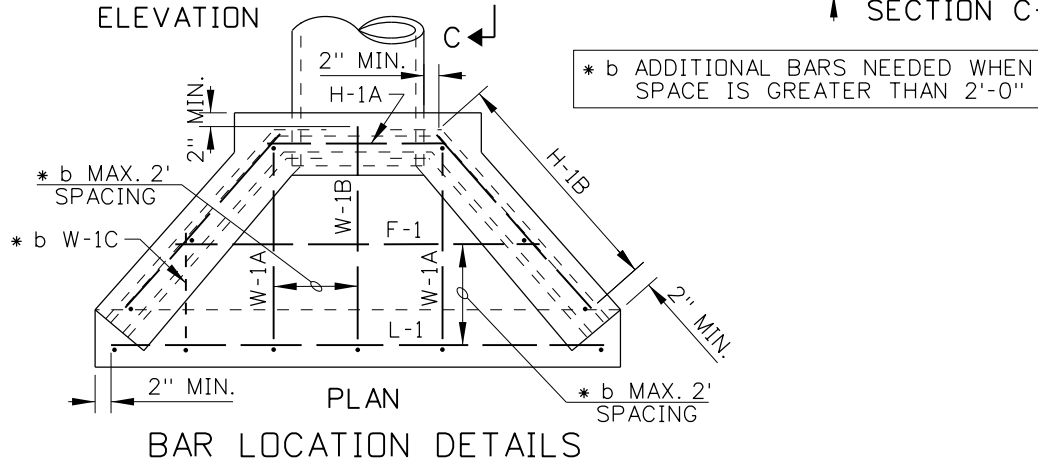 ELEVATION
C
SECTION C-
* b ADDITIONAL BARS NEEDED WHEN
SPACE IS GREATER THAN 2'-0"
2" MIN.
H-1A
2" MIN.
H-1B
* b MAX. 2'
SPACING
* b W-1C
W-1B
F-1
W-1A
W-1A
L-1
2" MIN.
2" MIN.
* b MAX. 2'
SPACING
PLAN
BAR LOCATION DETAILS